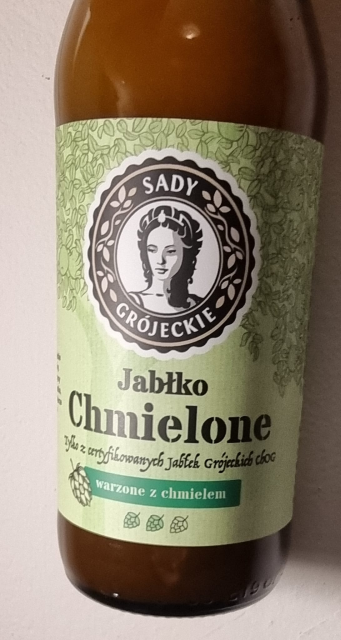 SADY
GRÓJECKIE
Jabłko
Chmielone
Tylko z certyfikowanych Jabłek Grójeckich ChOG
warzone z chmielem